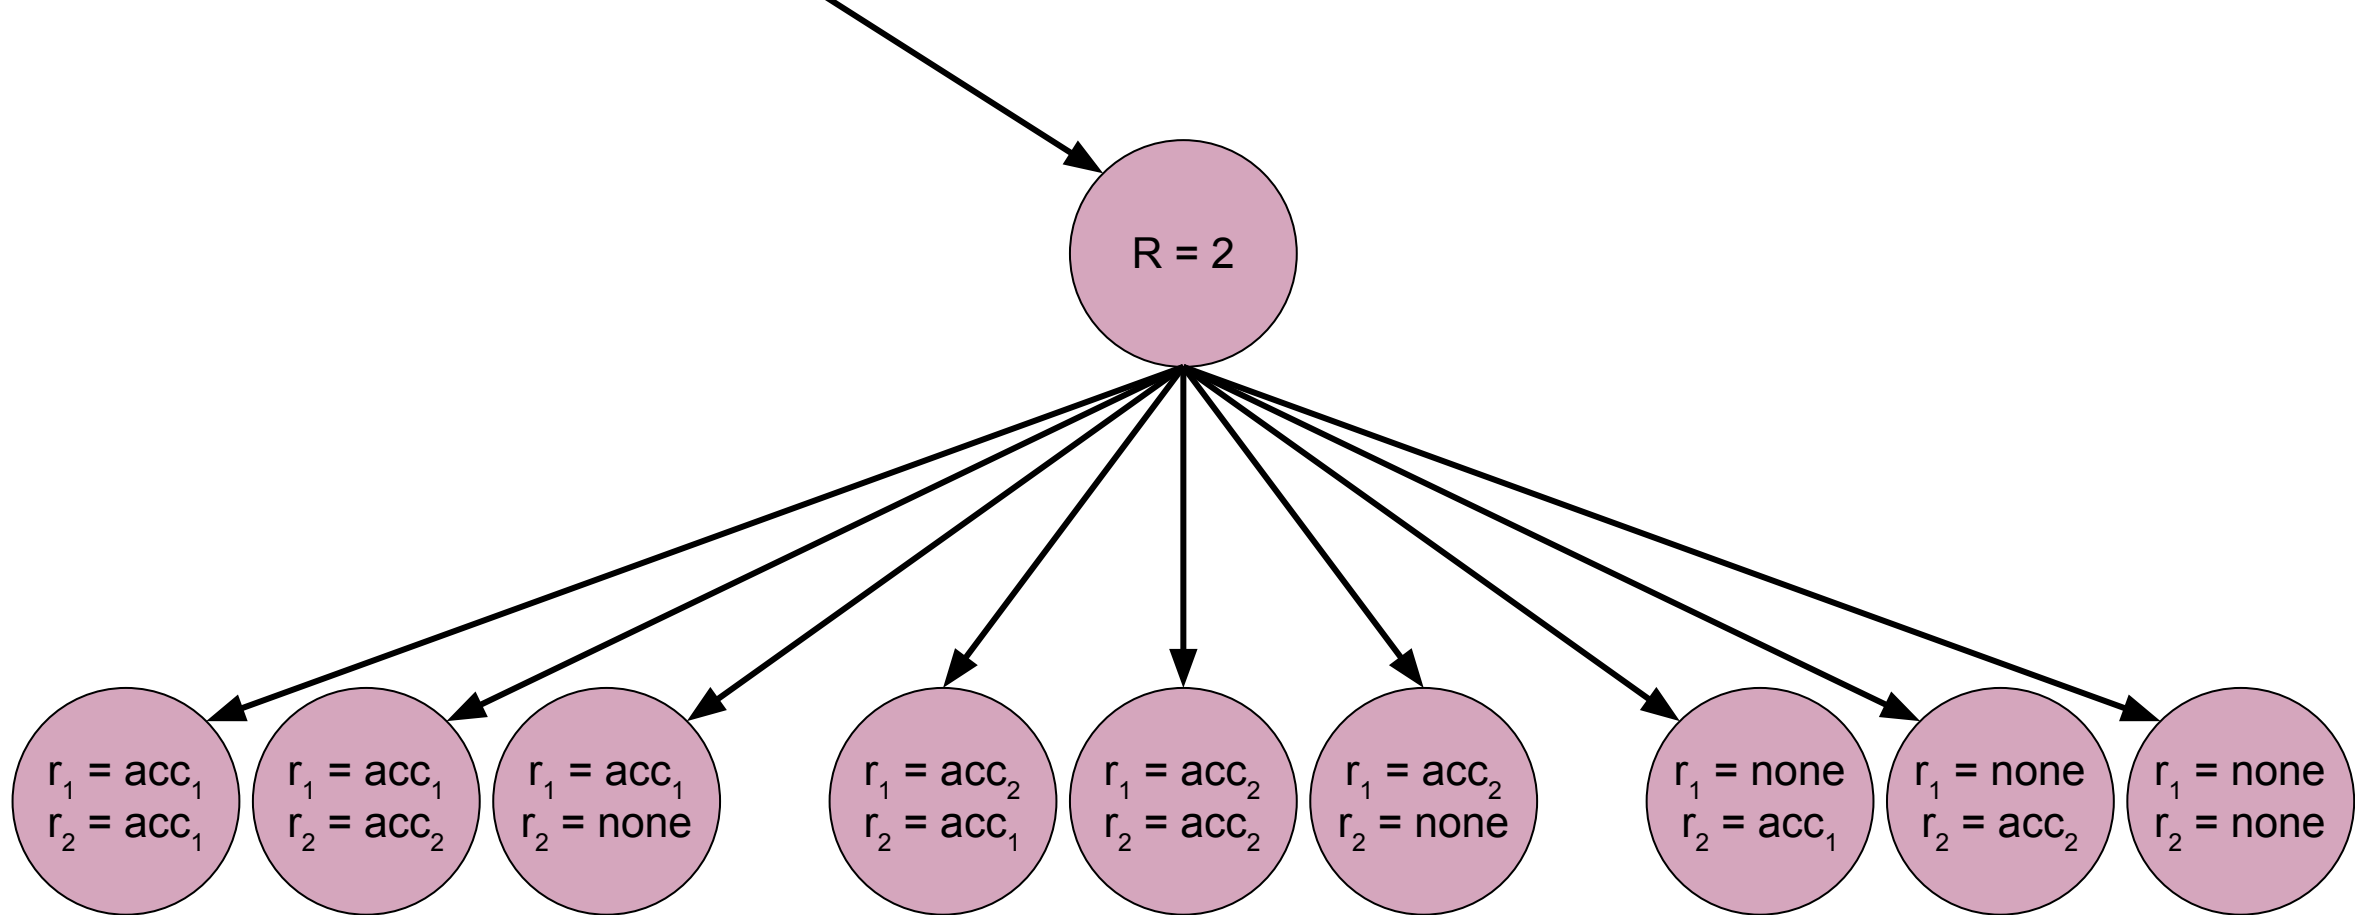 R = 2
r₁ = acc₁
r₂ = acc₁
r₁ = acc₁
r₂ = acc₂
r₁ = acc₁
r₂ = none
r₁ = acc₂
r₂ = acc₁
r₁ = acc₂
r₂ = acc₂
r₁ = acc₂
r₂ = none
r₁ = none
r₂ = acc₁
r₁ = none
r₂ = acc₂
r₁ = none
r₂ = none